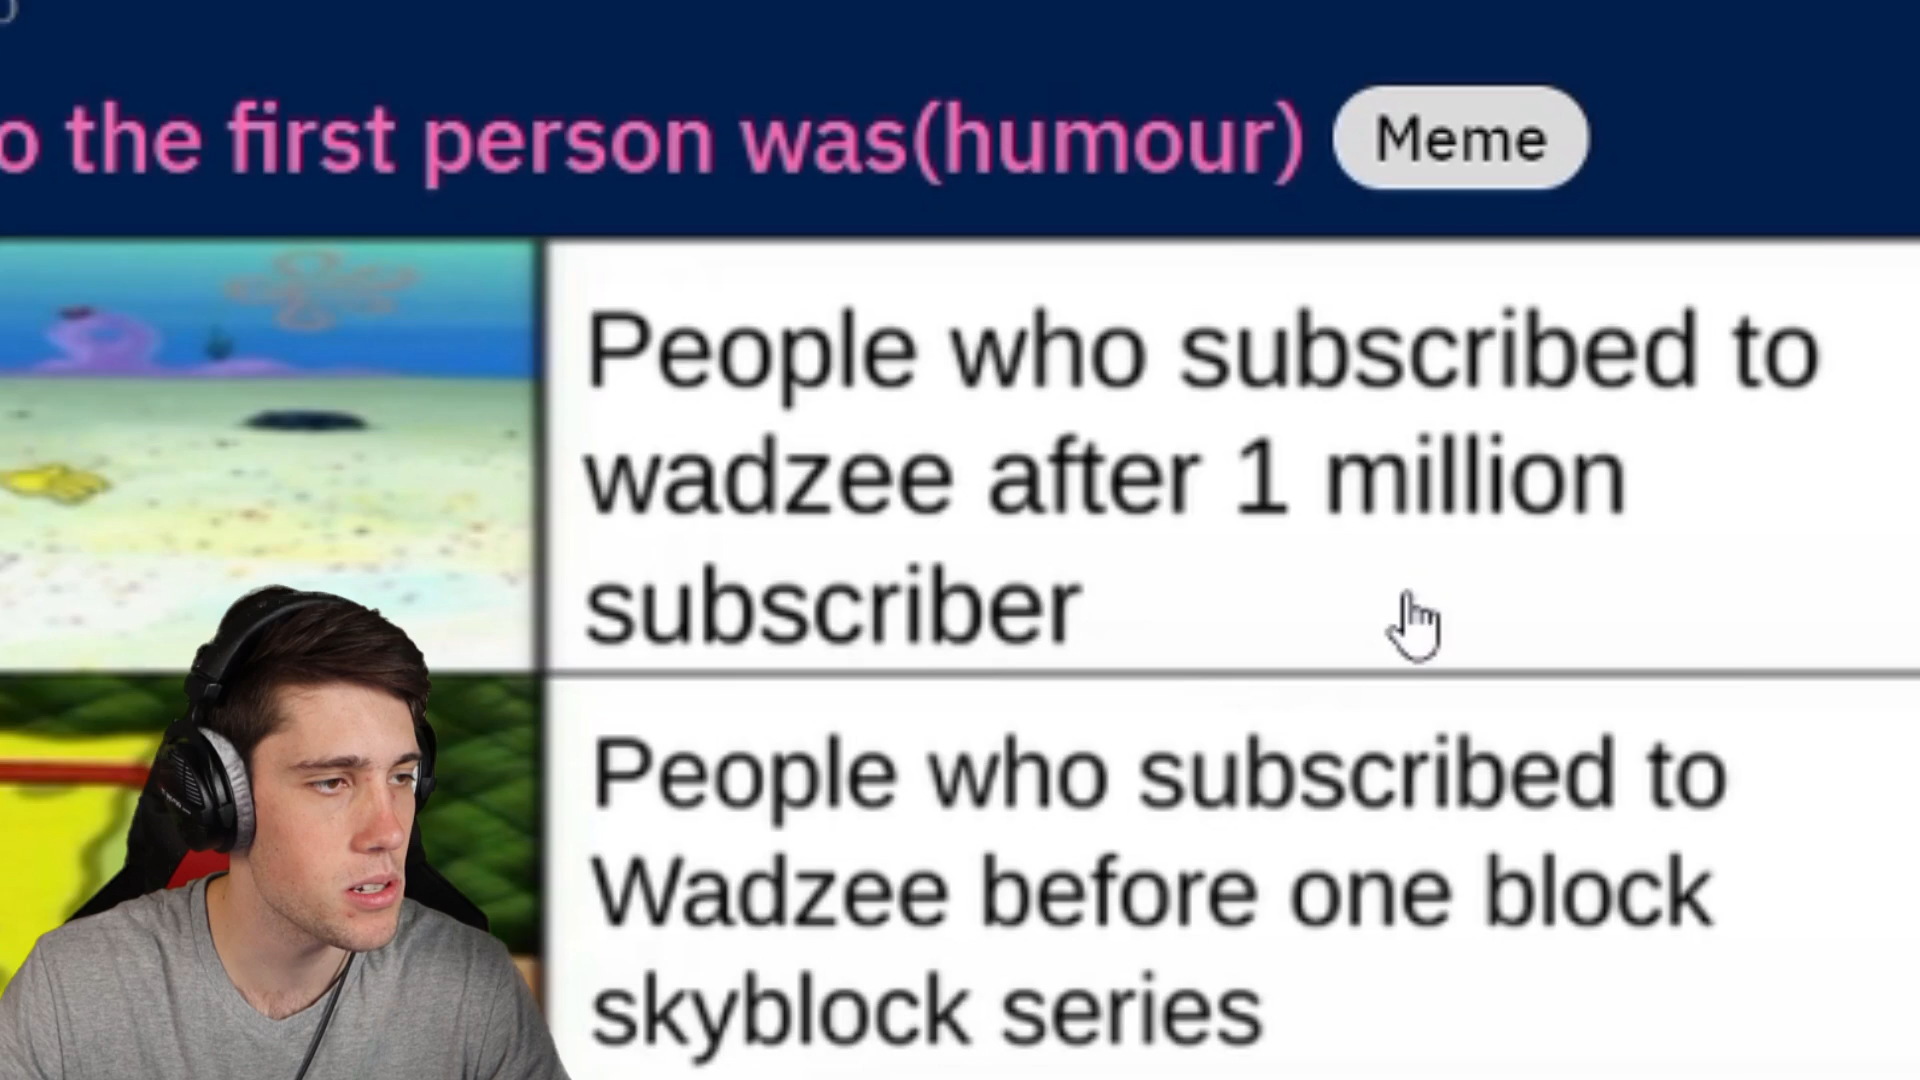 o the first person was(humour) Meme
People who subscribed to
wadzee after 1 million
subscriber
People who subscribed to
Wadzee before one block
skyblock series